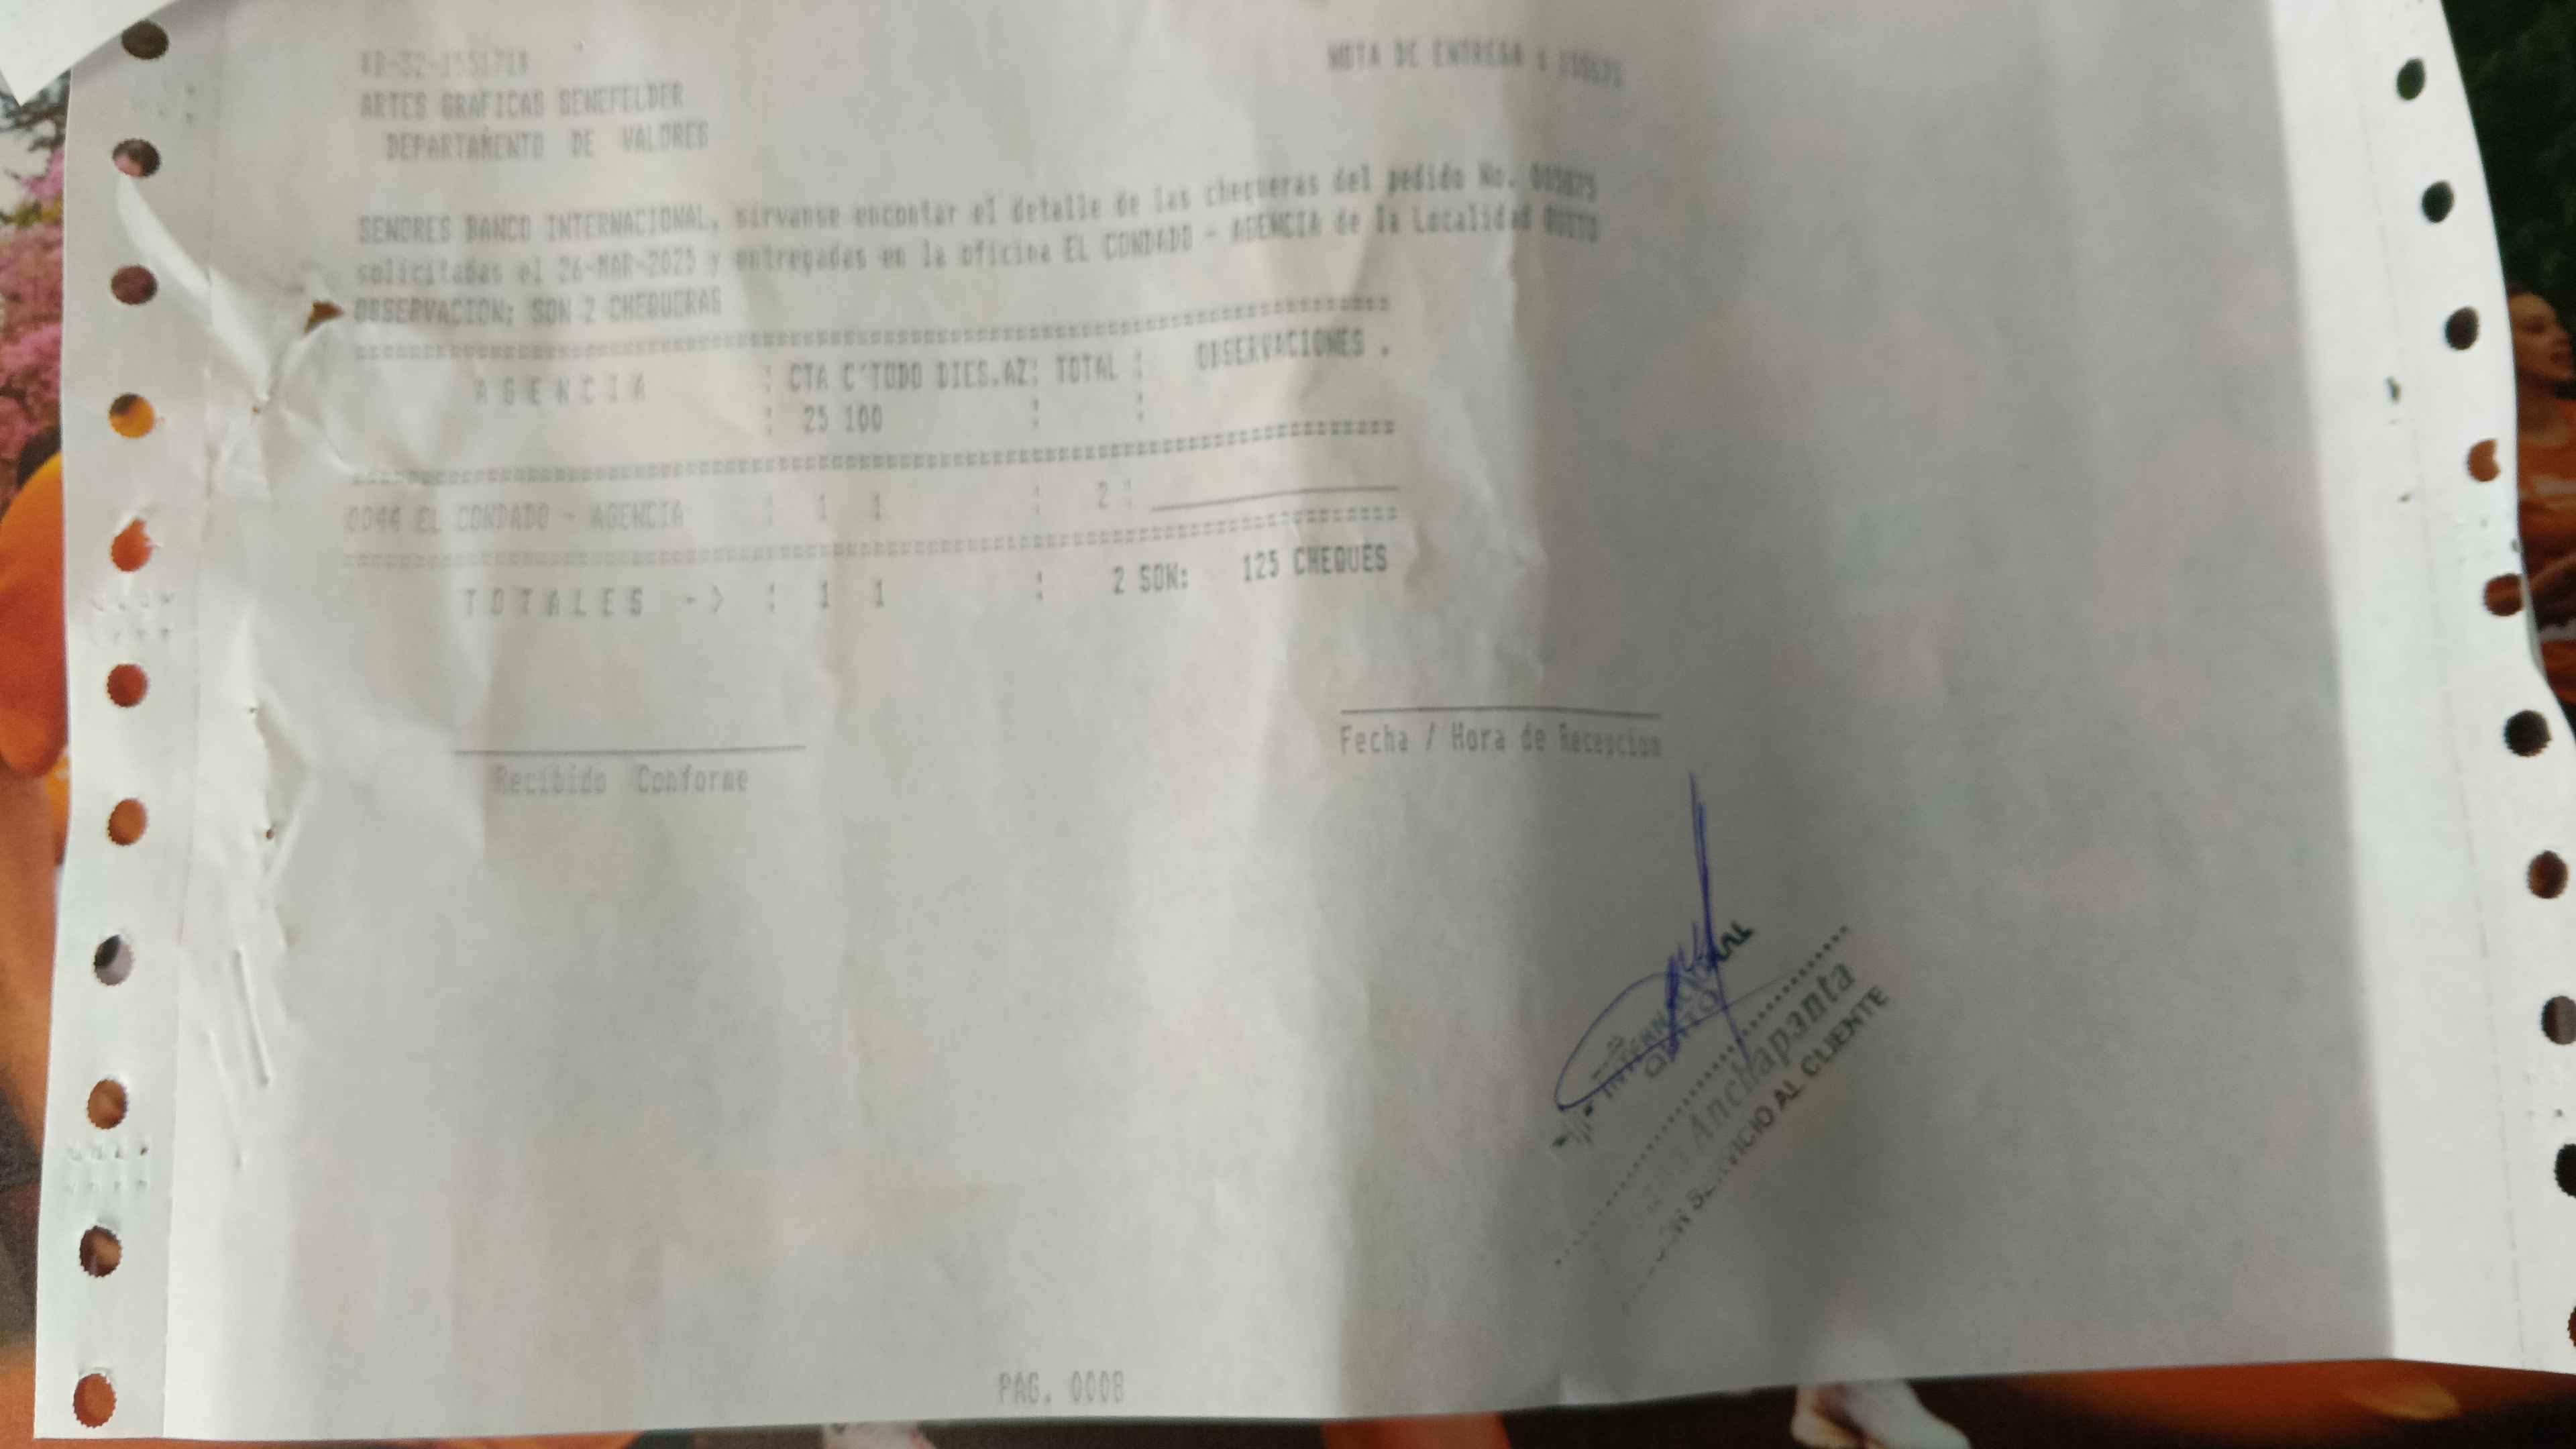 NOTA DE ENTREGA
ARTES GRAFICAS SENEFELDER
DEPARTAMENTO DE VALORES
SENORES BANCO INTERNACIONAL, sirvanse encontar el detalle de las chequeras del pedido No.
solicitadas el 26-MAR-2025 y entregadas en la oficina EL CONDADO - AGENCIA de la Localidad QUITO
OBSERVACION: SON 2 CHEQUERAS
A G E N C I A : CTA C'TODO DIES.AZ: TOTAL : OBSERVACIONES .
: 25 100 : :
0044 EL CONDADO - AGENCIA : 1 1 : 2 :
T O T A L E S - > : 1 1 : 2 SON: 125 CHEQUES
Recibido Conforme
Fecha / Hora de Recepcion
INTERNACIONAL
QUITO
Anchapanta
SERVICIO AL CLIENTE
PAG. 0008